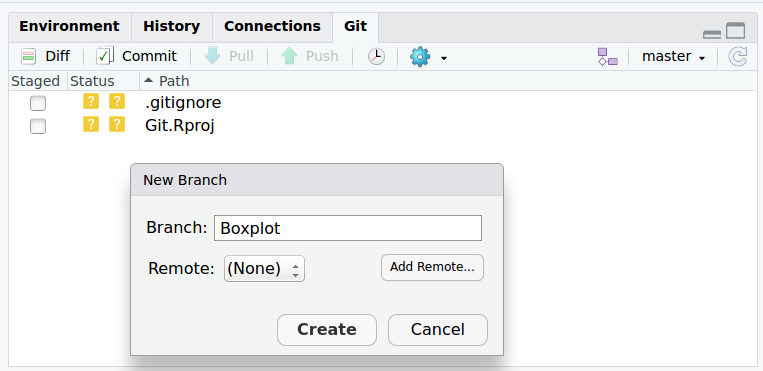 Environment History Connections Git
Diff Commit Pull Push master
Staged Status Path
? ? .gitignore
? ? Git.Rproj
New Branch
Branch: Boxplot
Remote: (None) Add Remote...
Create Cancel